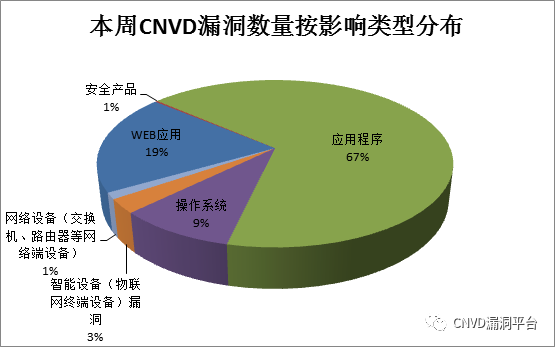 本周CNVD漏洞数量按影响类型分布
安全产品
1%
WEB应用
19%
应用程序
67%
操作系统
9%
网络设备（交换
机、路由器等网
络端设备）
1%
智能设备（物联
网终端设备）漏
洞
3%
CNVD漏洞平台